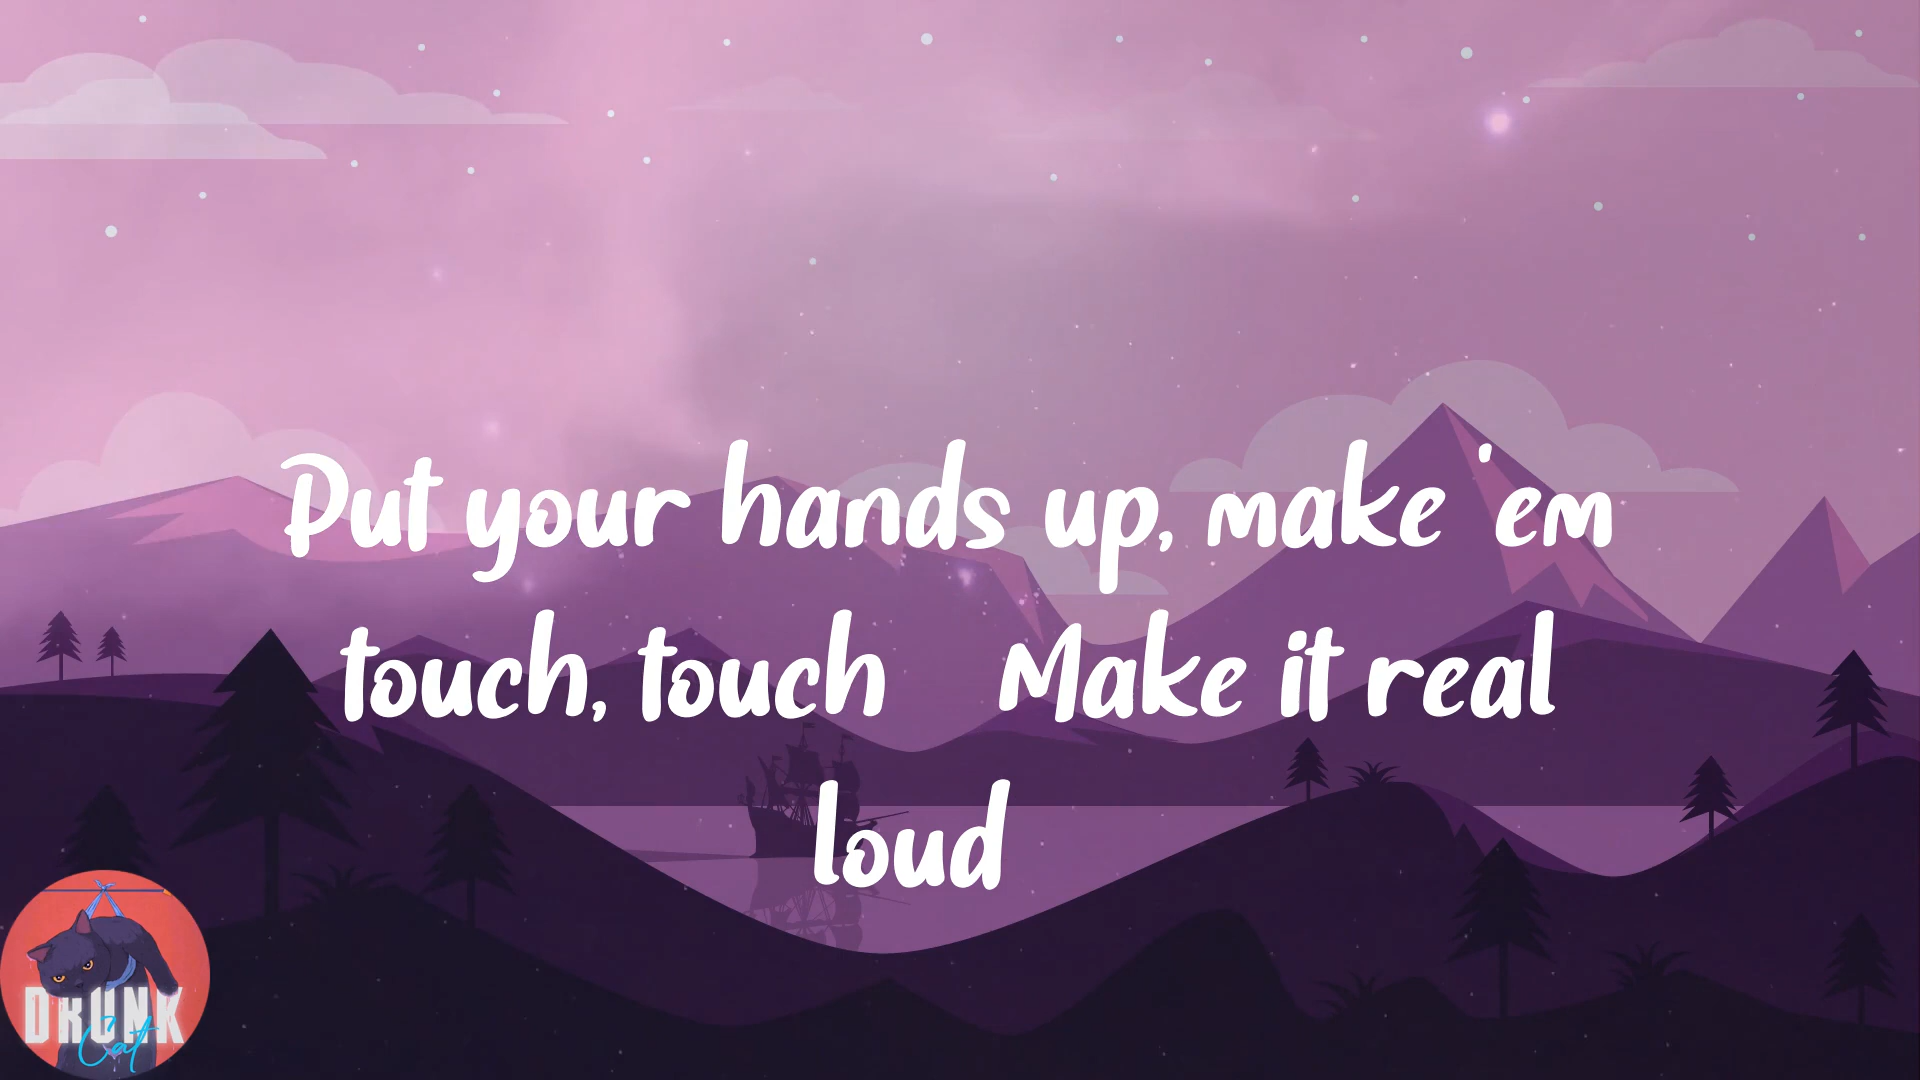 Put your hands up, make 'em
touch, touch Make it real
loud
DRUNK
Cat